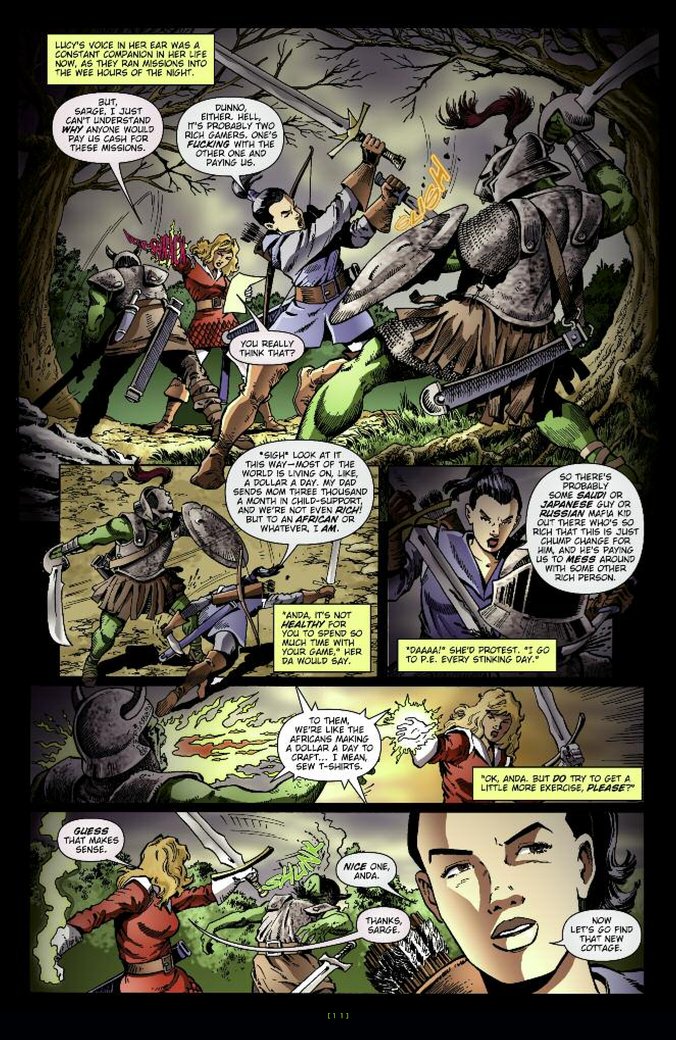 LUCY'S VOICE IN HER EAR WAS A
CONSTANT COMPANION IN HER LIFE
NOW, AS THEY RAN MISSIONS INTO
THE WEE HOURS OF THE NIGHT.
BUT,
SARGE, I JUST
CAN'T UNDERSTAND
WHY ANYONE WOULD
PAY US CASH FOR
THESE MISSIONS.
DUNNO,
EITHER. HELL,
IT'S PROBABLY TWO
RICH GAMERS. ONE'S
FUCKING WITH THE
OTHER ONE AND
PAYING US.
SLISH
YOU REALLY
THINK THAT?
*SIGH* LOOK AT IT
THIS WAY—MOST OF THE
WORLD IS LIVING ON, LIKE,
A DOLLAR A DAY. MY DAD
SENDS MOM THREE THOUSAND
A MONTH IN CHILD-SUPPORT,
AND WE'RE NOT EVEN RICH!
BUT TO AN AFRICAN OR
WHATEVER, I AM.
"ANDA, IT'S NOT
HEALTHY FOR
YOU TO SPEND SO
MUCH TIME WITH
YOUR GAME," HER
DA WOULD SAY.
SO THERE'S
PROBABLY
SOME SAUDI OR
JAPANESE GUY OR
RUSSIAN MAFIA KID
OUT THERE WHO'S SO
RICH THAT THIS IS JUST
CHUMP CHANGE FOR
HIM, AND HE'S PAYING
US TO MESS AROUND
WITH SOME OTHER
RICH PERSON.
"DAAAA!" SHE'D PROTEST. "I GO
TO P.E. EVERY STINKING DAY."
TO THEM,
WE'RE LIKE THE
AFRICANS MAKING
A DOLLAR A DAY TO
CRAFT... I MEAN,
SEW T-SHIRTS.
"OK, ANDA. BUT DO TRY TO GET A
LITTLE MORE EXERCISE, PLEASE?"
GUESS
THAT MAKES
SENSE.
NICE ONE,
ANDA.
THANKS,
SARGE.
NOW
LET'S GO FIND
THAT NEW
COTTAGE.
[11]